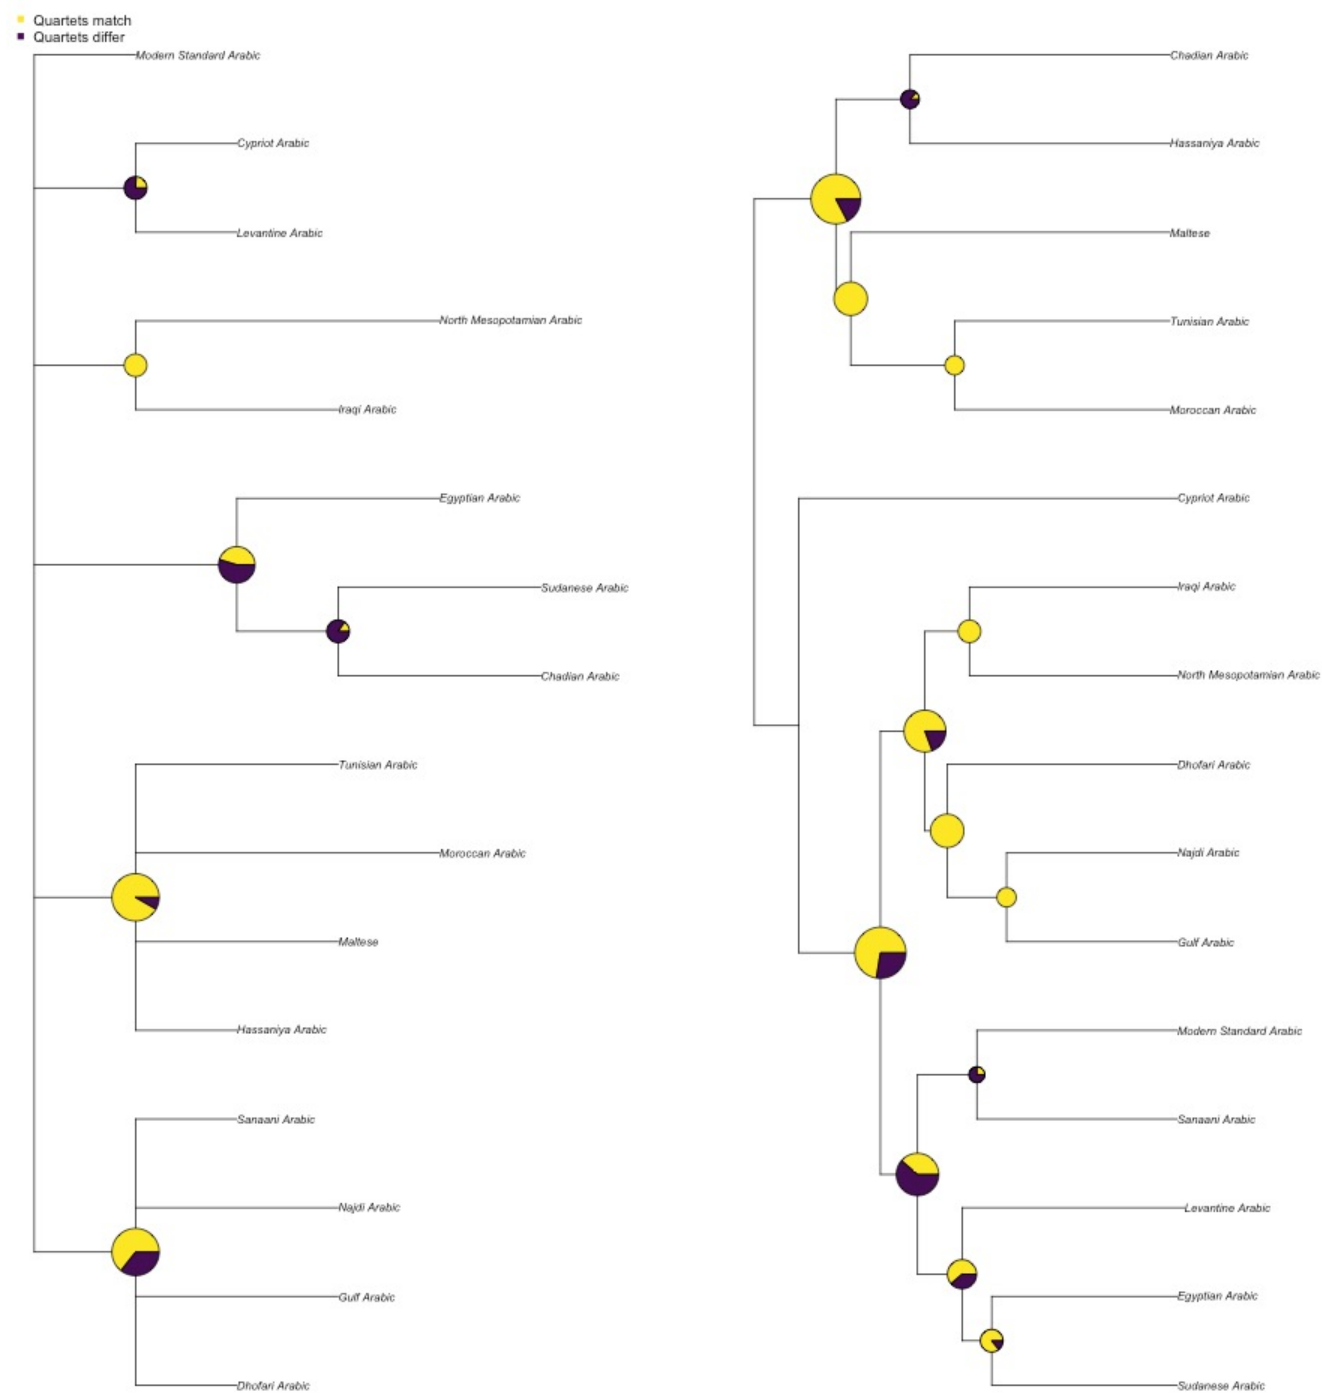 Quartets match
Quartets differ
Modern Standard Arabic
Cypriot Arabic
Levantine Arabic
North Mesopotamian Arabic
Iraqi Arabic
Egyptian Arabic
Sudanese Arabic
Chadian Arabic
Tunisian Arabic
Moroccan Arabic
Maltese
Hassaniya Arabic
Sanaani Arabic
Najdi Arabic
Gulf Arabic
Dhofari Arabic
Chadian Arabic
Hassaniya Arabic
Maltese
Tunisian Arabic
Moroccan Arabic
Cypriot Arabic
Iraqi Arabic
North Mesopotamian Arabic
Dhofari Arabic
Najdi Arabic
Gulf Arabic
Modern Standard Arabic
Sanaani Arabic
Levantine Arabic
Egyptian Arabic
Sudanese Arabic